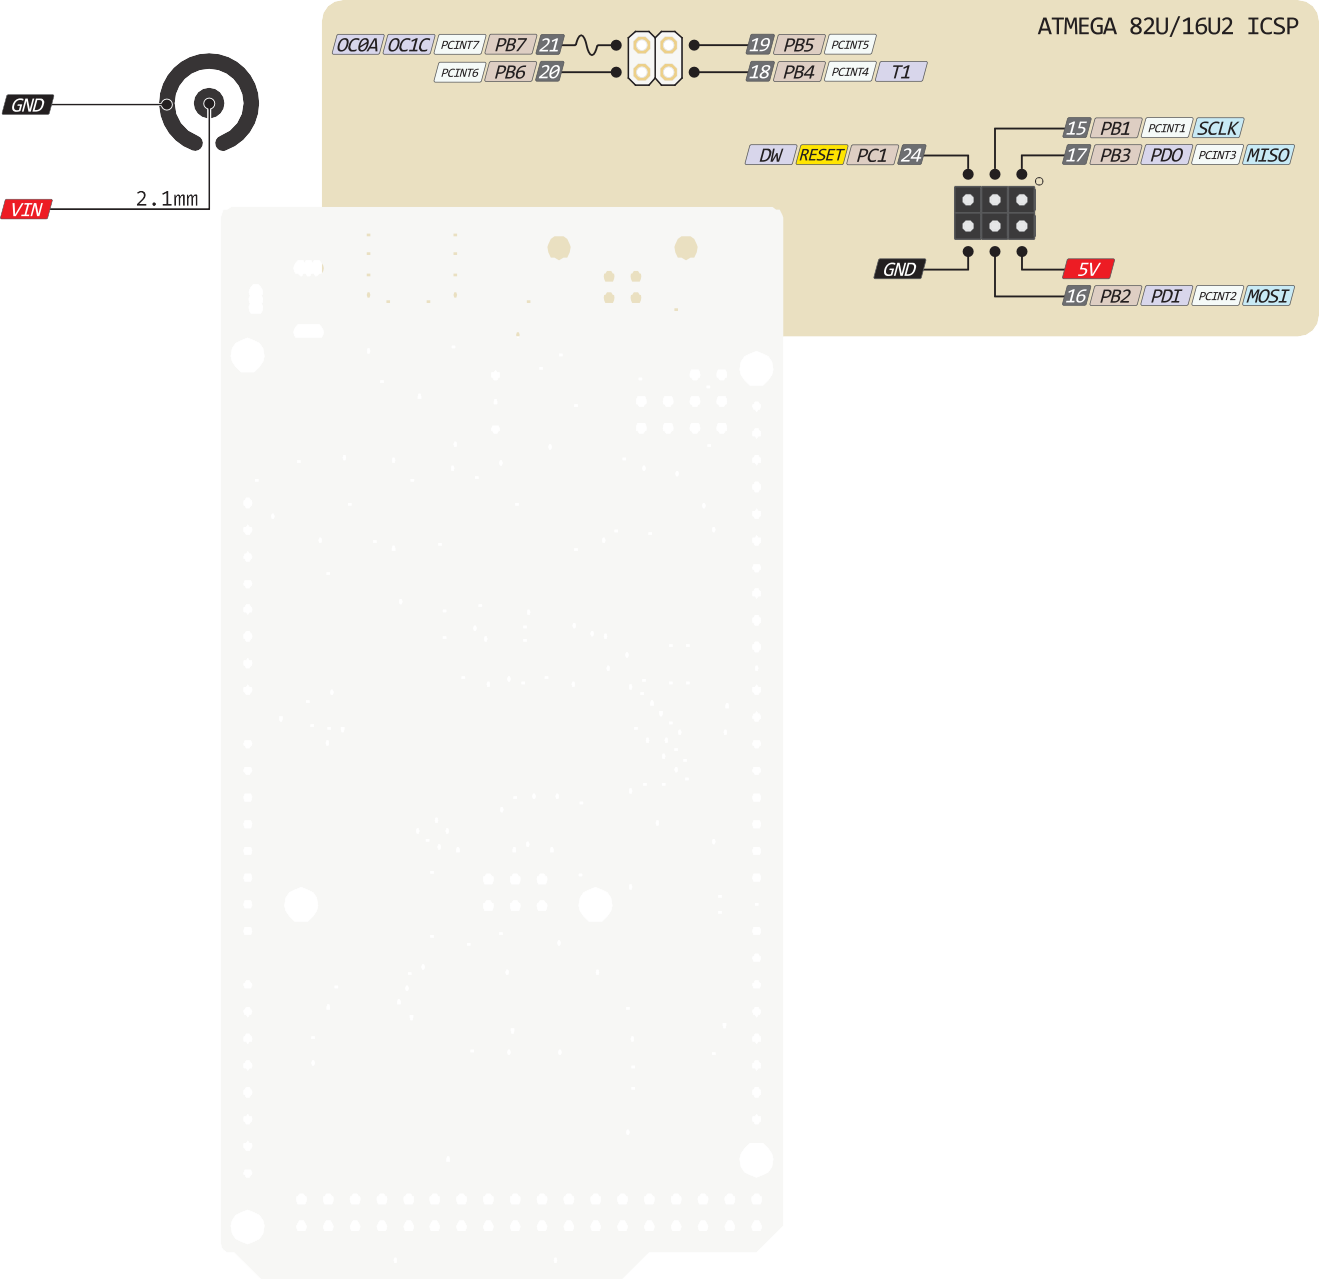 ATMEGA 82U/16U2 ICSP
OC0A OC1C PCINT7 PB7 21
19 PB5 PCINT5
PCINT6 PB6 20
18 PB4 PCINT4 T1
GND
15 PB1 PCINT1 SCLK
DW RESET PC1 24
17 PB3 PDO PCINT3 MISO
2.1mm
VIN
GND
5V
16 PB2 PDI PCINT2 MOSI